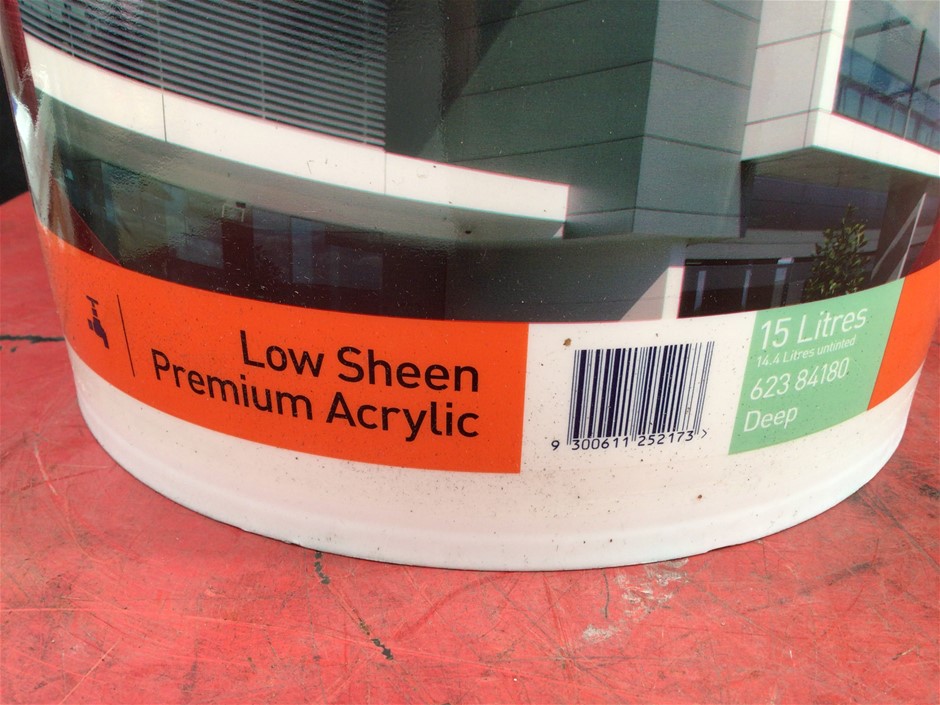 Low Sheen
Premium Acrylic
9 300611 252173 >
15 Litres
14.4 Litres untinted
623 84180
Deep